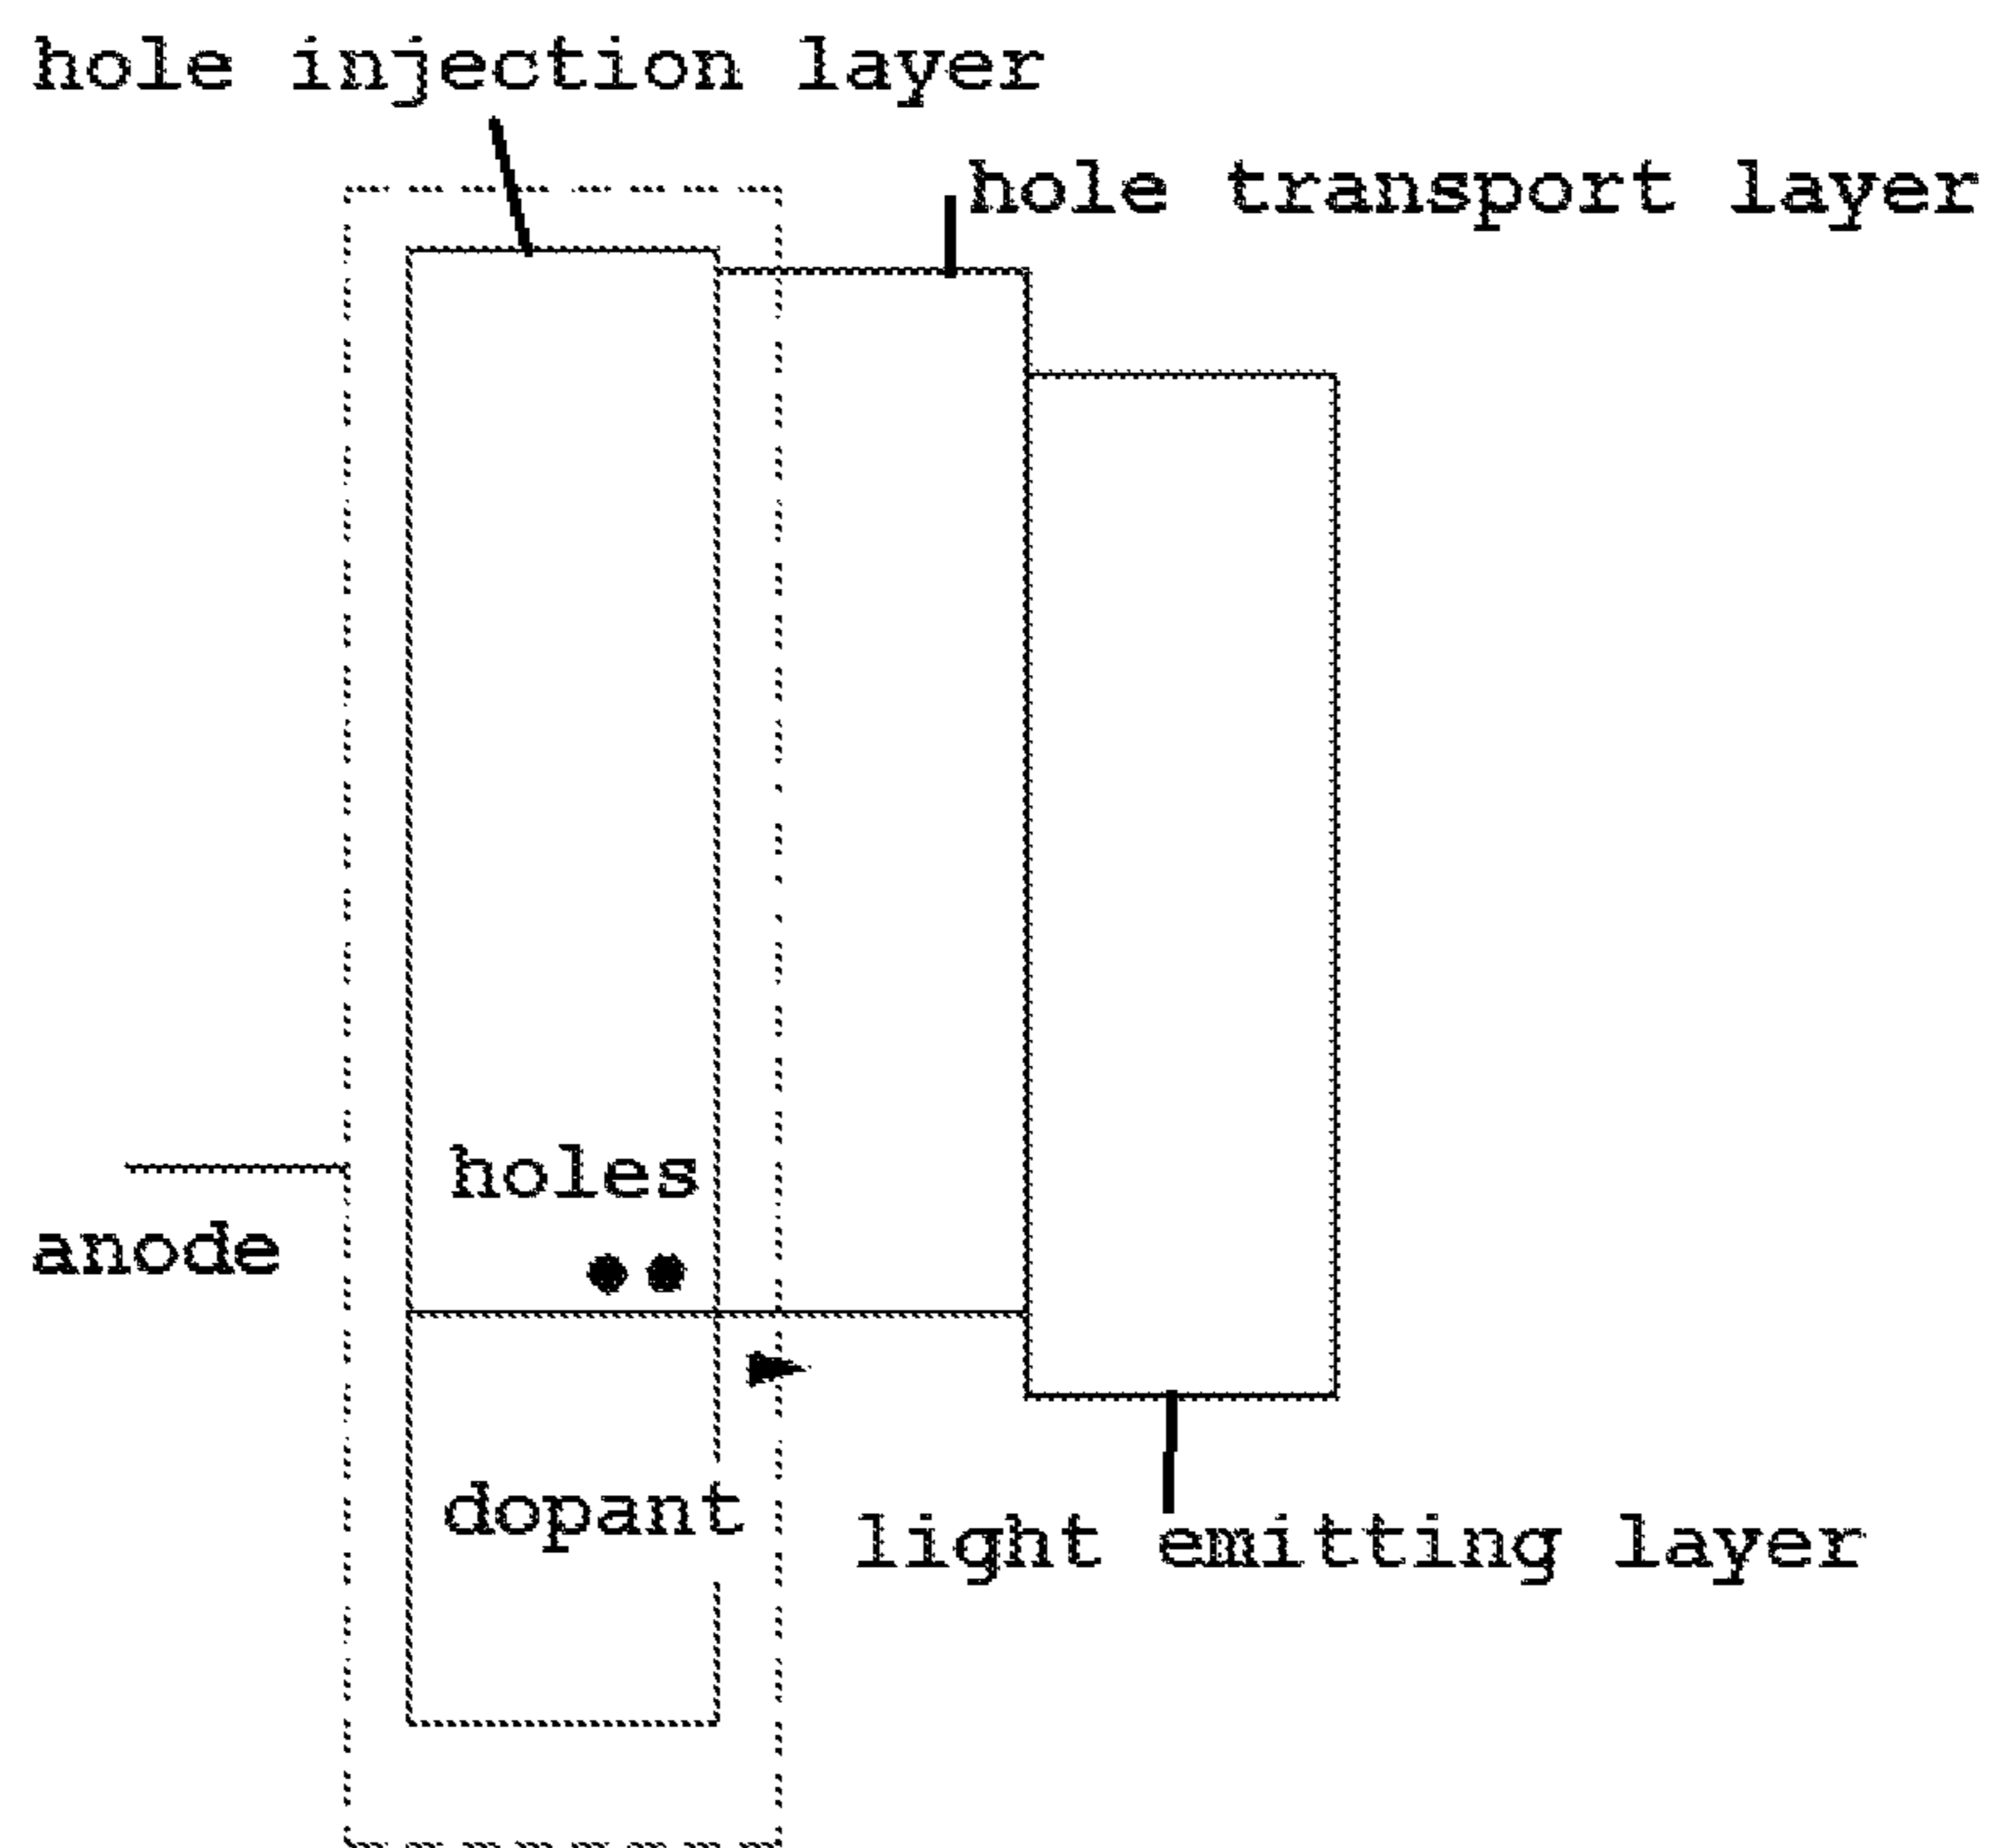 hole injection layer
hole transport layer
holes
anode
dopant
light emitting layer